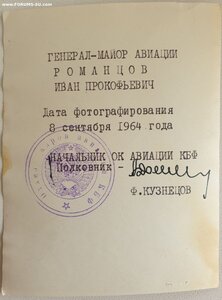 www.FORUMS-SU.com
ГЕНЕРАЛ-МАЙОР АВИАЦИИ
РОМАНЦОВ
ИВАН ПРОКОФЬЕВИЧ
Дата фотографирования
8 сентября 1964 года
НАЧАЛЬНИК ОК АВИАЦИИ КБФ
Полковник -
Ф.КУЗНЕЦОВ